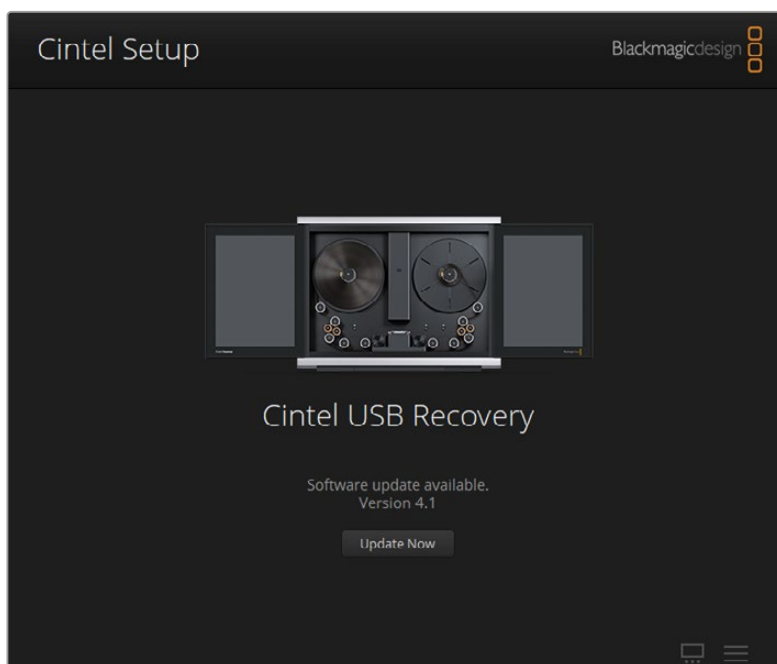 Cintel Setup
Blackmagicdesign
Cintel USB Recovery
Software update available.
Version 4.1
Update Now